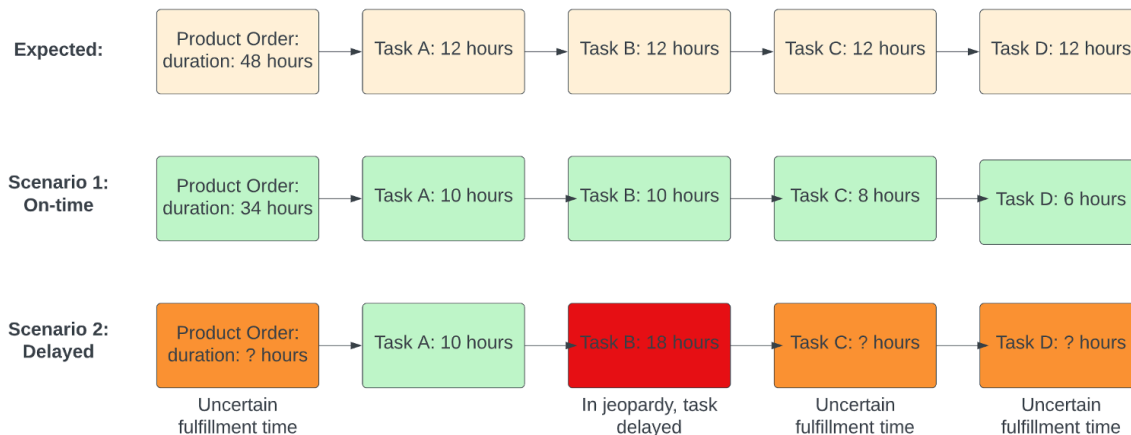 Expected:
Product Order:
duration: 48 hours
Task A: 12 hours
Task B: 12 hours
Task C: 12 hours
Task D: 12 hours
Scenario 1:
On-time
Product Order:
duration: 34 hours
Task A: 10 hours
Task B: 10 hours
Task C: 8 hours
Task D: 6 hours
Scenario 2:
Delayed
Product Order:
duration: ? hours
Task A: 10 hours
Task B: 18 hours
Task C: ? hours
Task D: ? hours
Uncertain
fulfillment time
In jeopardy, task
delayed
Uncertain
fulfillment time
Uncertain
fulfillment time